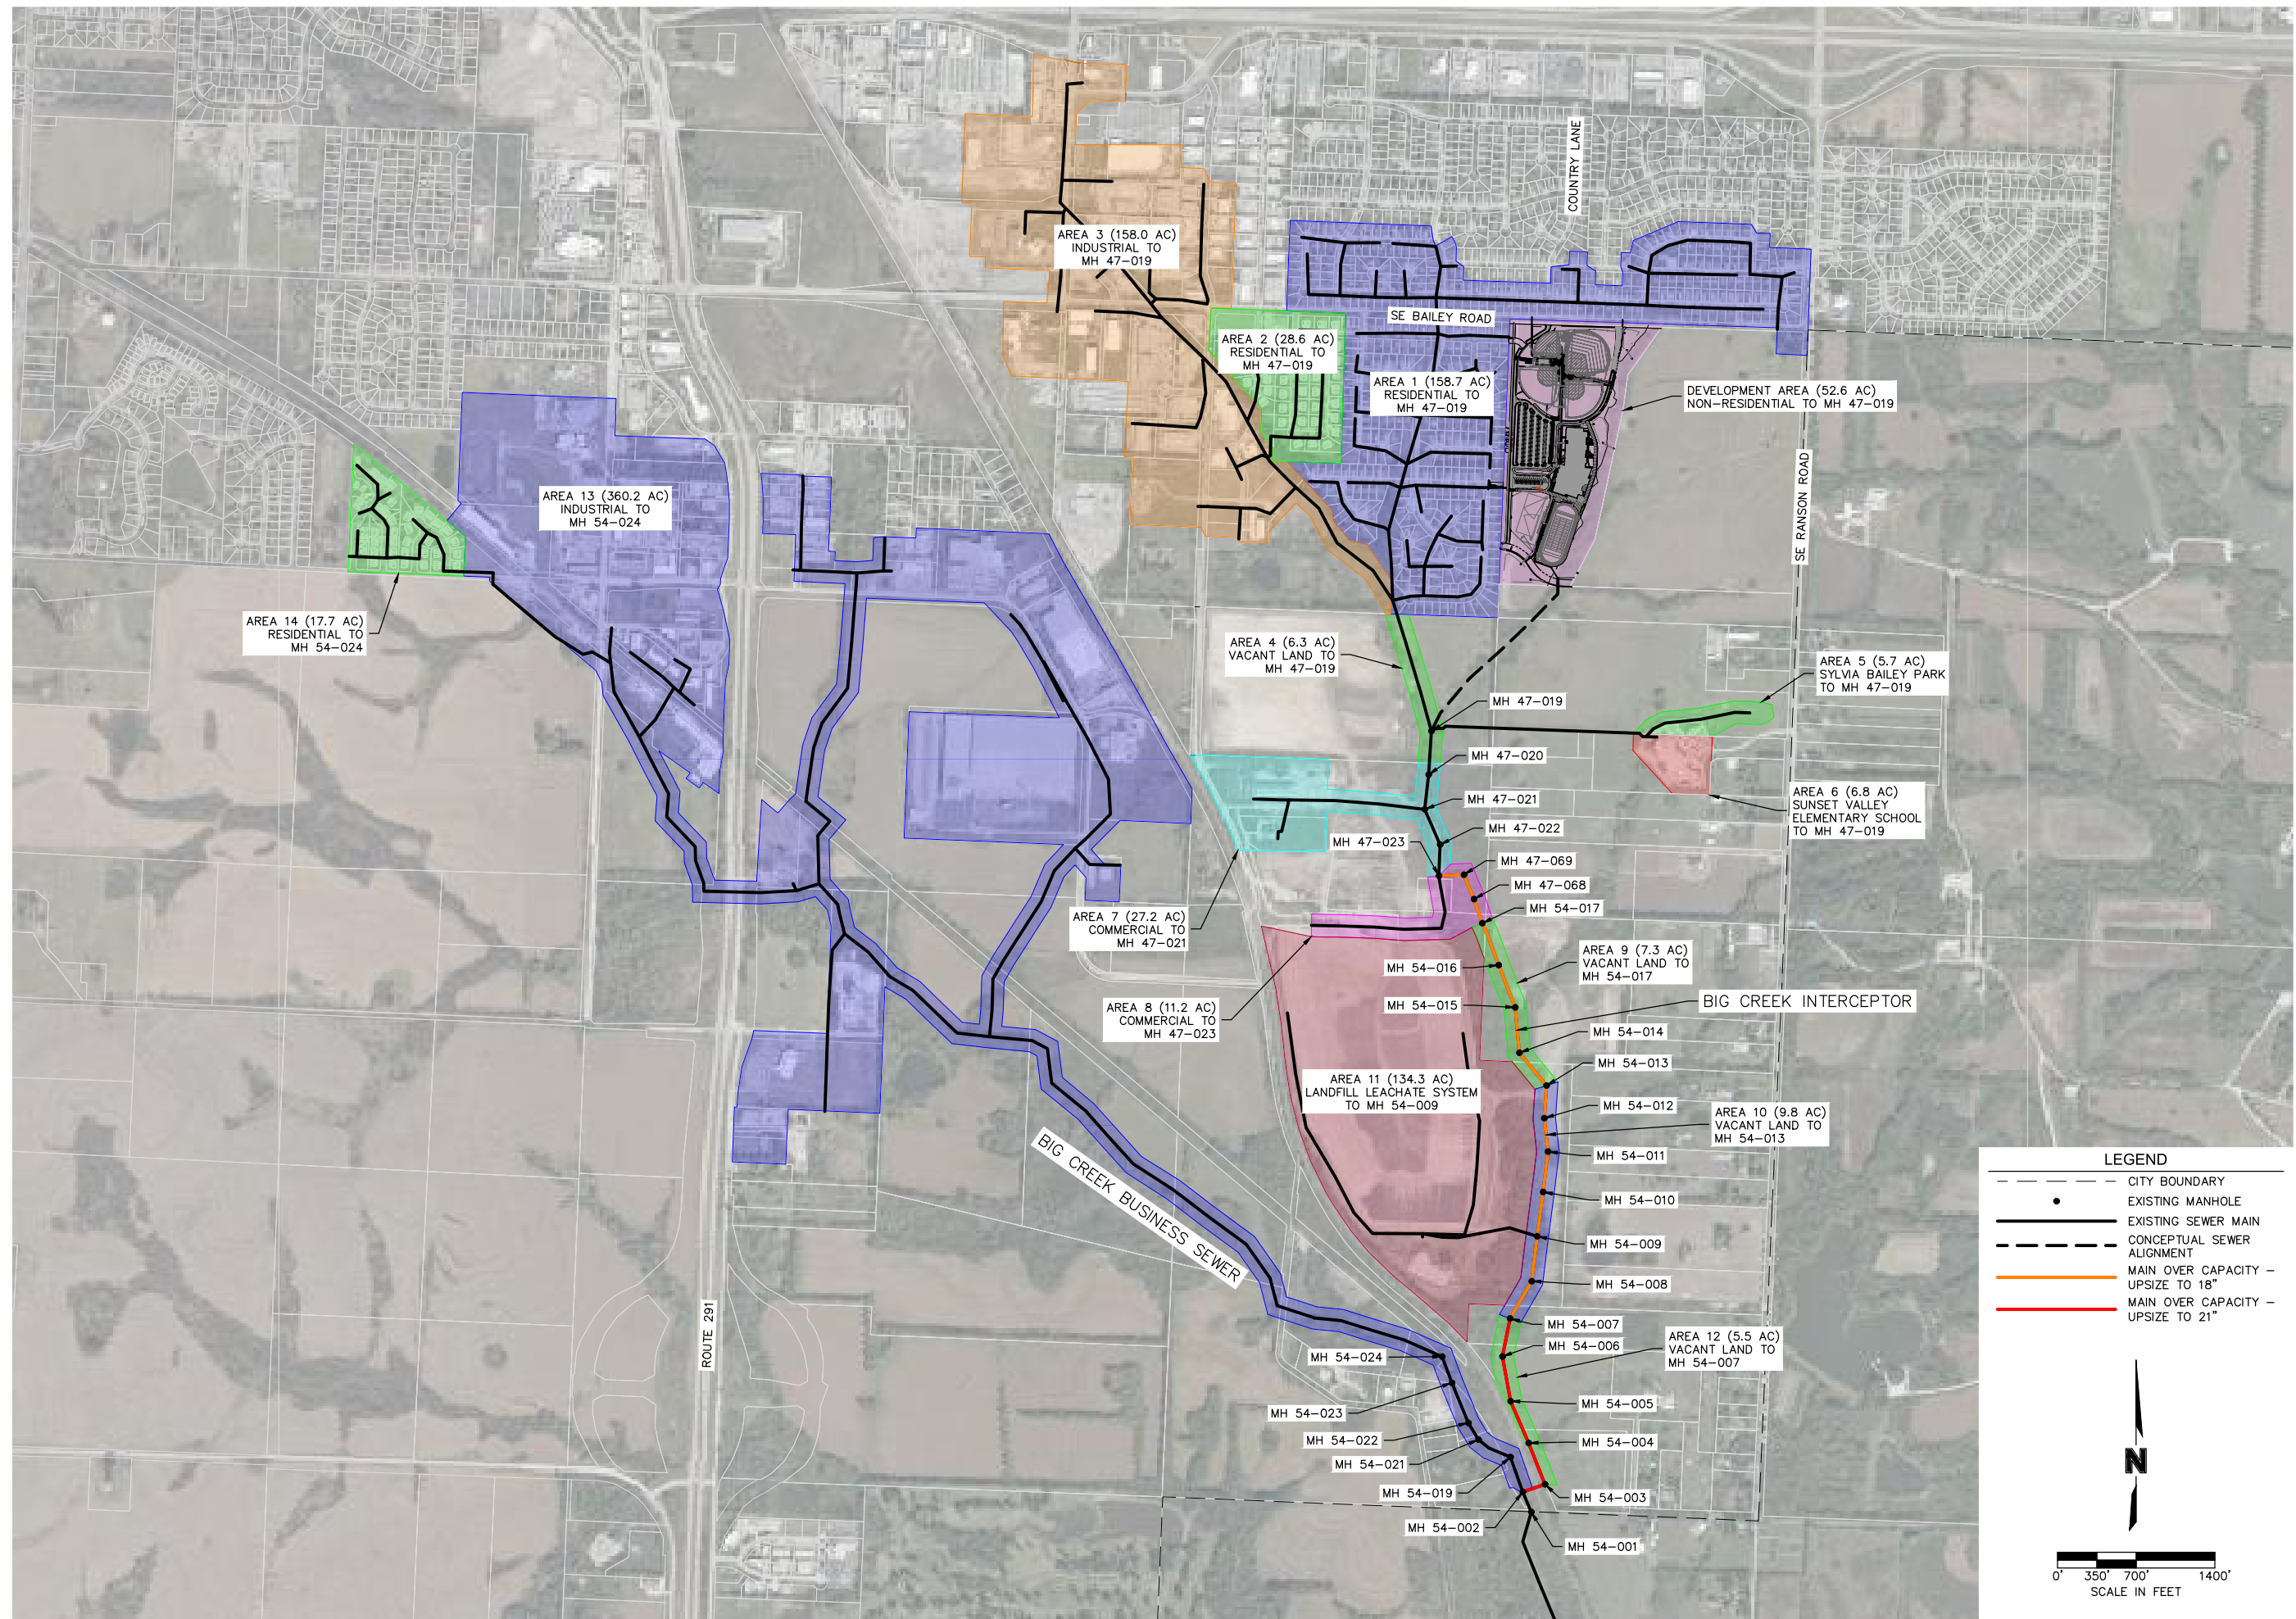 COUNTRY LANE
AREA 3 (158.0 AC)
INDUSTRIAL TO
MH 47-019
SE BAILEY ROAD
AREA 2 (28.6 AC)
RESIDENTIAL TO
MH 47-019
AREA 1 (158.7 AC)
RESIDENTIAL TO
MH 47-019
DEVELOPMENT AREA (52.6 AC)
NON-RESIDENTIAL TO MH 47-019
SE RANSON ROAD
AREA 13 (360.2 AC)
INDUSTRIAL TO
MH 54-024
AREA 14 (17.7 AC)
RESIDENTIAL TO
MH 54-024
AREA 4 (6.3 AC)
VACANT LAND TO
MH 47-019
AREA 5 (5.7 AC)
SYLVIA BAILEY PARK
TO MH 47-019
MH 47-019
MH 47-020
MH 47-021
AREA 6 (6.8 AC)
SUNSET VALLEY
ELEMENTARY SCHOOL
TO MH 47-019
MH 47-022
MH 47-023
MH 47-069
MH 47-068
MH 54-017
AREA 7 (27.2 AC)
COMMERCIAL TO
MH 47-021
AREA 9 (7.3 AC)
VACANT LAND TO
MH 54-017
MH 54-016
BIG CREEK INTERCEPTOR
MH 54-015
AREA 8 (11.2 AC)
COMMERCIAL TO
MH 47-023
MH 54-014
MH 54-013
AREA 11 (134.3 AC)
LANDFILL LEACHATE SYSTEM
TO MH 54-009
MH 54-012
AREA 10 (9.8 AC)
VACANT LAND TO
MH 54-013
MH 54-011
BIG CREEK BUSINESS SEWER
MH 54-010
MH 54-009
MH 54-008
ROUTE 291
MH 54-007
MH 54-006
AREA 12 (5.5 AC)
VACANT LAND TO
MH 54-007
MH 54-024
MH 54-005
MH 54-023
MH 54-022
MH 54-004
MH 54-021
MH 54-019
MH 54-003
MH 54-002
MH 54-001
LEGEND
CITY BOUNDARY
EXISTING MANHOLE
EXISTING SEWER MAIN
CONCEPTUAL SEWER
ALIGNMENT
MAIN OVER CAPACITY –
UPSIZE TO 18"
MAIN OVER CAPACITY –
UPSIZE TO 21"
N
0' 350' 700' 1400'
SCALE IN FEET